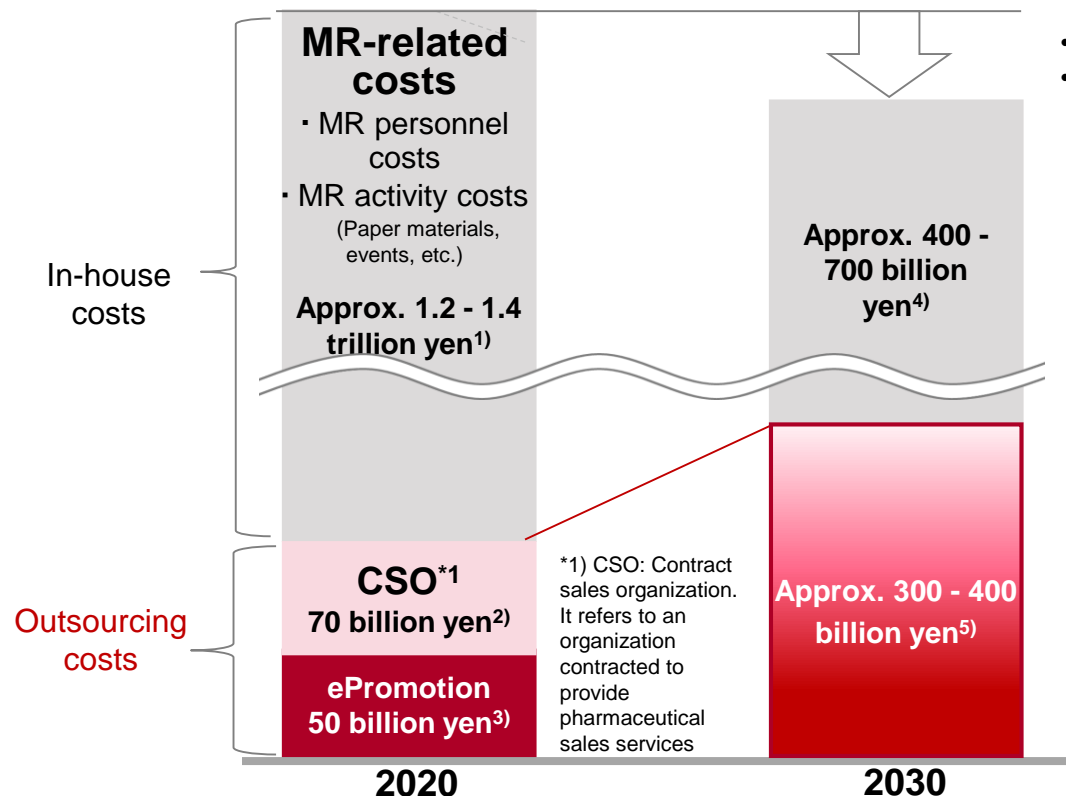 MR-related
costs
・MR personnel
costs
・MR activity costs
(Paper materials,
events, etc.)
Approx. 1.2 - 1.4
trillion yen1)
In-house
costs
Approx. 400 -
700 billion
yen4)
CSO*1
70 billion yen2)
Outsourcing
costs
ePromotion
50 billion yen3)
*1) CSO: Contract
sales organization.
It refers to an
organization
contracted to
provide
pharmaceutical
sales services
Approx. 300 - 400
billion yen5)
2020
2030